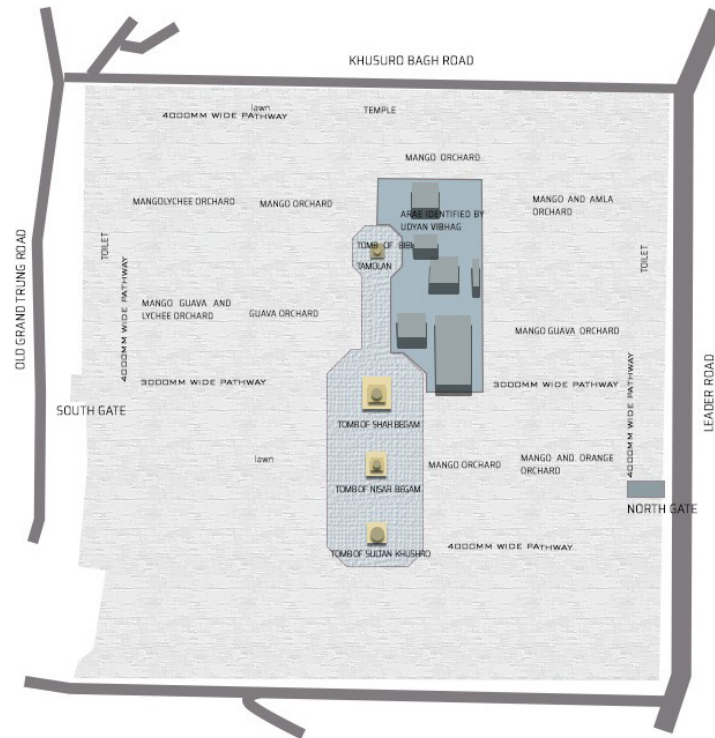 KHUSURO BAGH ROAD
lawn
4000MM WIDE PATHWAY
TEMPLE
MANGO ORCHARD
MANGOLYCHEE ORCHARD
MANGO ORCHARD
MANGO AND AMLA
ORCHARD
ARAE IDENTIFIED BY
UDYAN VIBHAG
TOILET
TOMB OF BIBI
TAMOLAN
TOILET
OLD GRAND TRUNG ROAD
4000MM WIDE PATHWAY
MANGO GUAVA AND
LYCHEE ORCHARD
GUAVA ORCHARD
MANGO GUAVA ORCHARD
3000MM WIDE PATHWAY
3000MM WIDE PATHWAY
4000MM WIDE PATHWAY
LEADER ROAD
SOUTH GATE
TOMB OF SHAH BEGAM
lawn
MANGO ORCHARD
MANGO AND ORANGE
ORCHARD
TOMB OF NISAR BEGAM
NORTH GATE
TOMB OF SULTAN KHUSHRO
4000MM WIDE PATHWAY